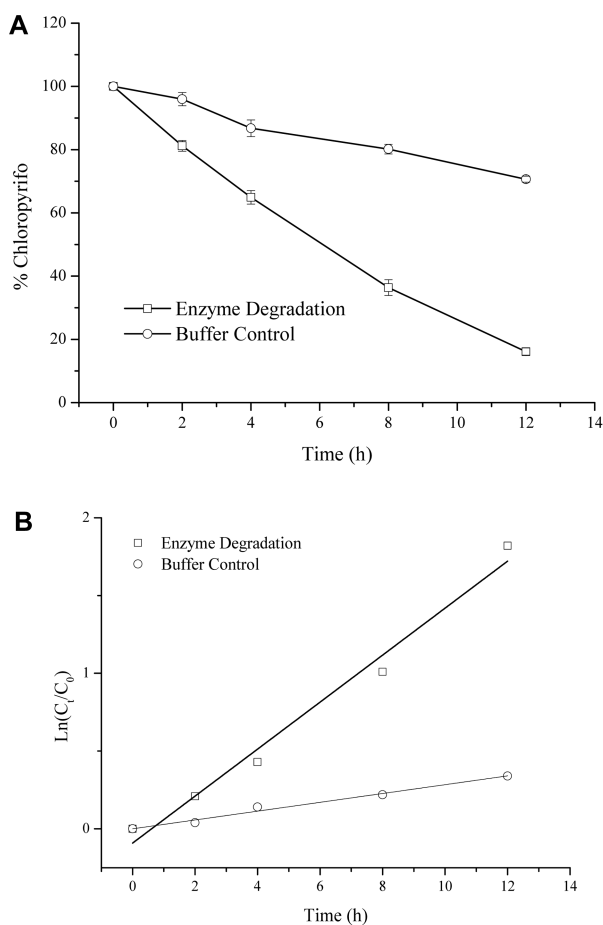 A
120
100
80
60
40
20
0
% Chloropyrifo
Enzyme Degradation
Buffer Control
0 2 4 6 8 10 12 14
Time (h)
B
2
1
0
Ln(Cₜ/C₀)
Enzyme Degradation
Buffer Control
0 2 4 6 8 10 12 14
Time (h)